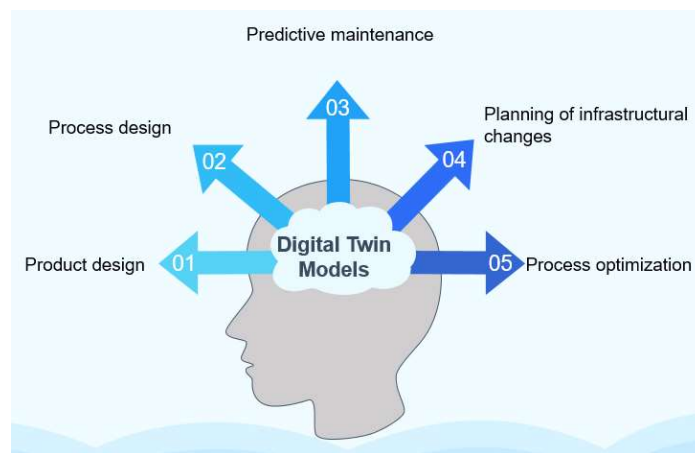 Predictive maintenance
03
Process design
02
Planning of infrastructural
changes
04
Digital Twin
Models
Product design
01
05
Process optimization